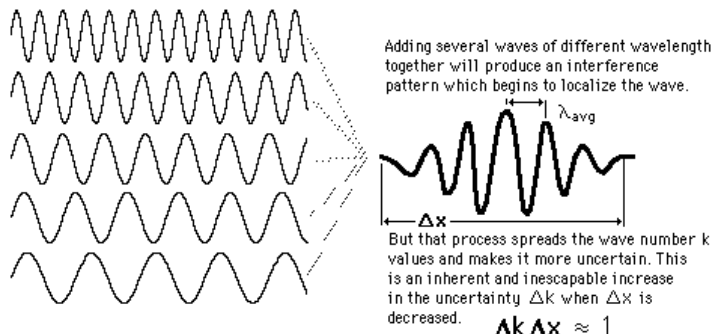 Adding several waves of different wavelength
together will produce an interference
pattern which begins to localize the wave.
λavg
Δx
But that process spreads the wave number k
values and makes it more uncertain. This
is an inherent and inescapable increase
in the uncertainty Δk when Δx is
decreased.
Δk Δx ≈ 1